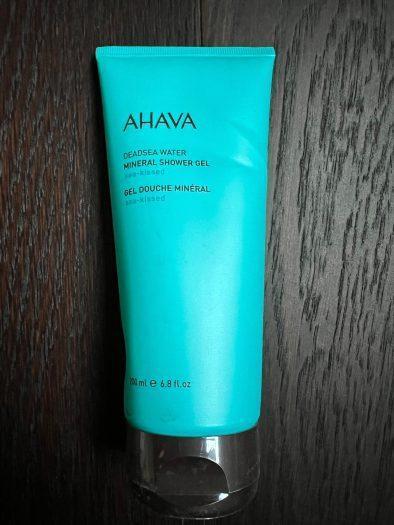 AHAVA
DEADSEA WATER
MINERAL SHOWER GEL
sea-kissed
GEL DOUCHE MINÉRAL
sea-kissed
200 ml e 6.8 fl.oz